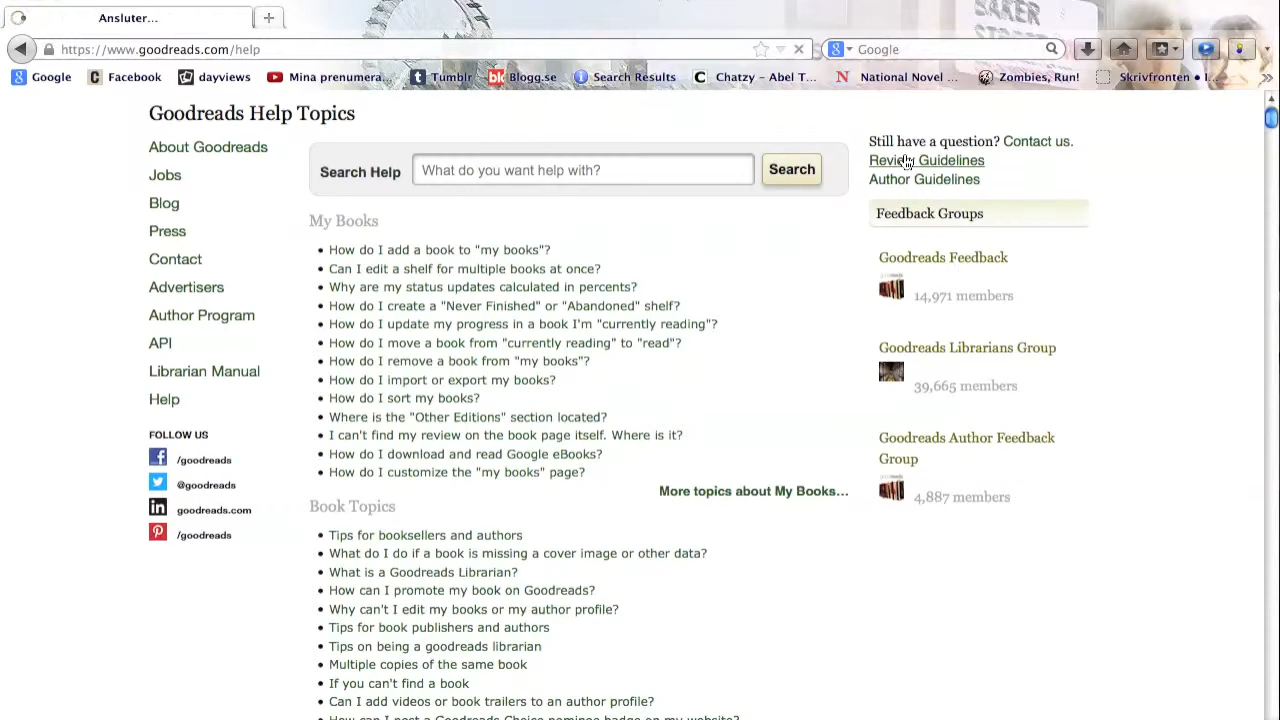 Ansluter...
BAKER
STREET
https://www.goodreads.com/help
Google
Google
Facebook
dayviews
Mina prenumera...
Tumblr
Blogg.se
Search Results
Chatzy – Abel T...
National Novel ...
Zombies, Run!
Skrivfronten • I...
Goodreads Help Topics
About Goodreads
Jobs
Blog
Press
Contact
Advertisers
Author Program
API
Librarian Manual
Help
FOLLOW US
/goodreads
@goodreads
goodreads.com
/goodreads
Search Help
What do you want help with?
Search
My Books
• How do I add a book to "my books"?
• Can I edit a shelf for multiple books at once?
• Why are my status updates calculated in percents?
• How do I create a "Never Finished" or "Abandoned" shelf?
• How do I update my progress in a book I'm "currently reading"?
• How do I move a book from "currently reading" to "read"?
• How do I remove a book from "my books"?
• How do I import or export my books?
• How do I sort my books?
• Where is the "Other Editions" section located?
• I can't find my review on the book page itself. Where is it?
• How do I download and read Google eBooks?
• How do I customize the "my books" page?
More topics about My Books...
Book Topics
• Tips for booksellers and authors
• What do I do if a book is missing a cover image or other data?
• What is a Goodreads Librarian?
• How can I promote my book on Goodreads?
• Why can't I edit my books or my author profile?
• Tips for book publishers and authors
• Tips on being a goodreads librarian
• Multiple copies of the same book
• If you can't find a book
• Can I add videos or book trailers to an author profile?
• How can I post a Goodreads Choice nominee badge on my website?
Still have a question? Contact us.
Review Guidelines
Author Guidelines
Feedback Groups
Goodreads Feedback
14,971 members
Goodreads Librarians Group
39,665 members
Goodreads Author Feedback
Group
4,887 members